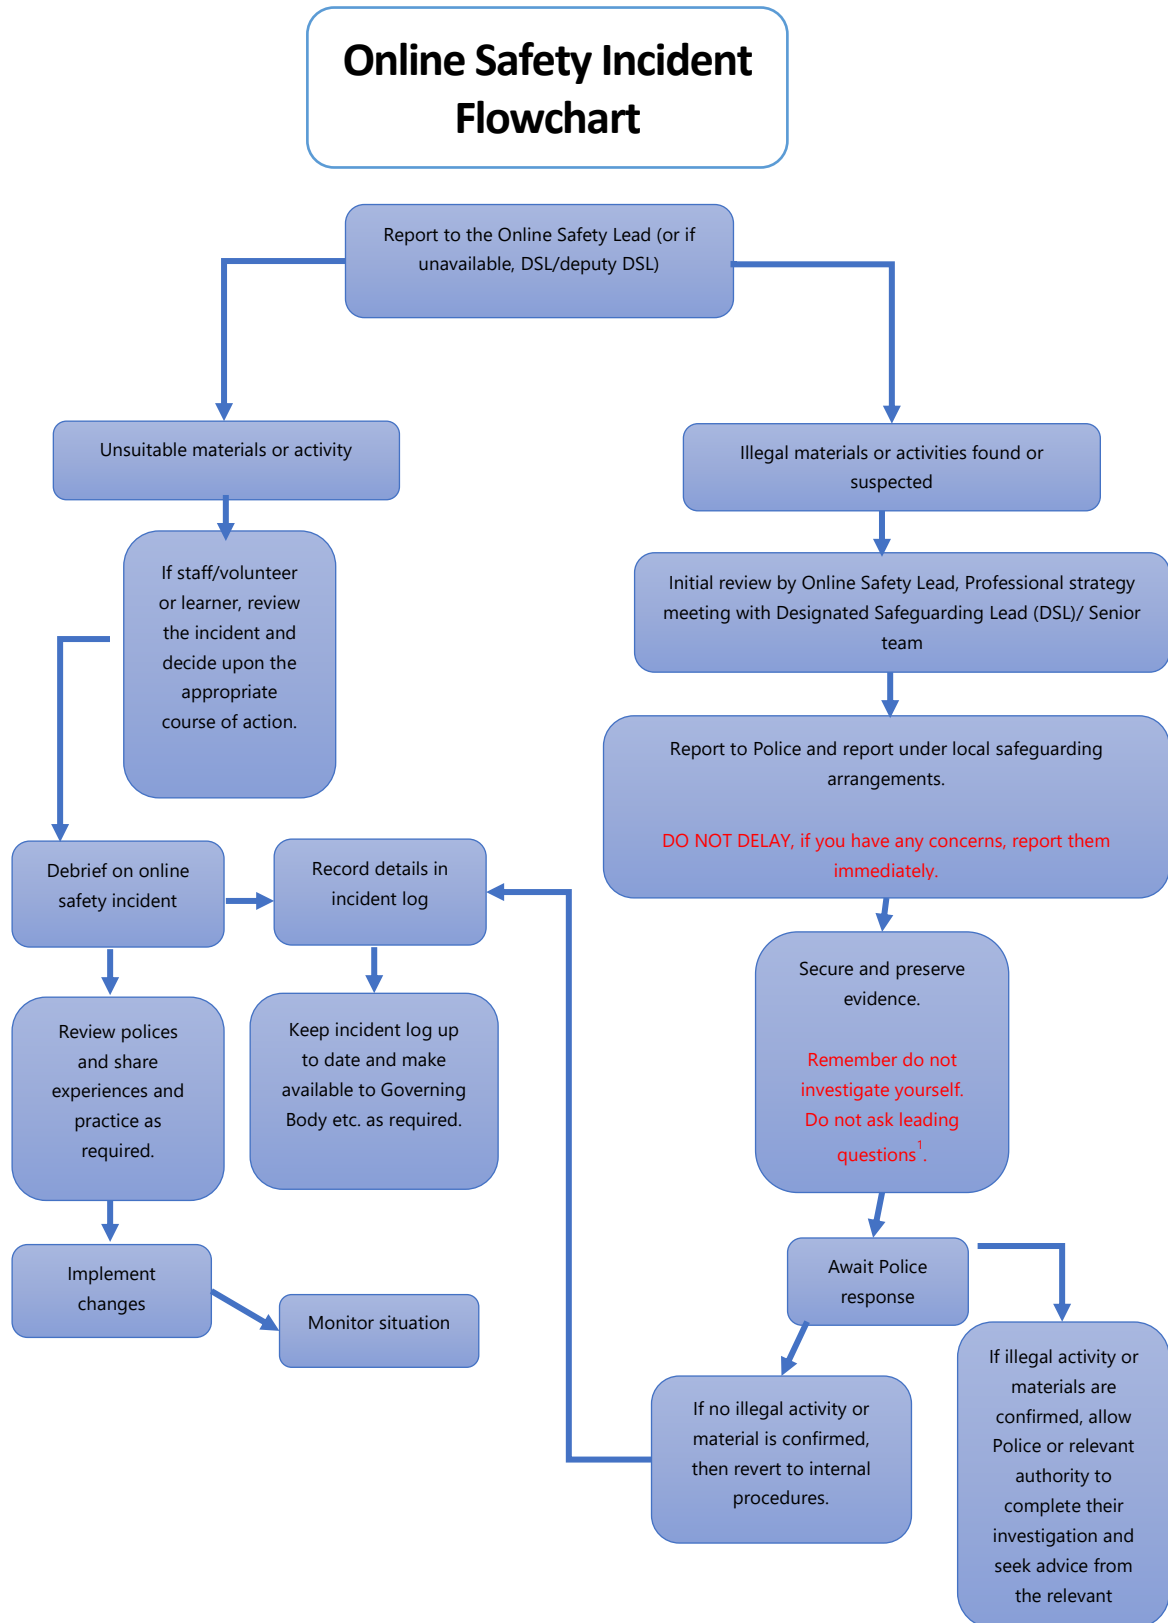 Online Safety Incident
Flowchart
Report to the Online Safety Lead (or if
unavailable, DSL/deputy DSL)
Unsuitable materials or activity
Illegal materials or activities found or
suspected
If staff/volunteer
or learner, review
the incident and
decide upon the
appropriate
course of action.
Initial review by Online Safety Lead, Professional strategy
meeting with Designated Safeguarding Lead (DSL)/ Senior
team
Report to Police and report under local safeguarding
arrangements.
DO NOT DELAY, if you have any concerns, report them
immediately.
Debrief on online
safety incident
Record details in
incident log
Secure and preserve
evidence.
Remember do not
investigate yourself.
Do not ask leading
questions¹.
Review polices
and share
experiences and
practice as
required.
Keep incident log up
to date and make
available to Governing
Body etc. as required.
Implement
changes
Monitor situation
Await Police
response
If no illegal activity or
material is confirmed,
then revert to internal
procedures.
If illegal activity or
materials are
confirmed, allow
Police or relevant
authority to
complete their
investigation and
seek advice from
the relevant